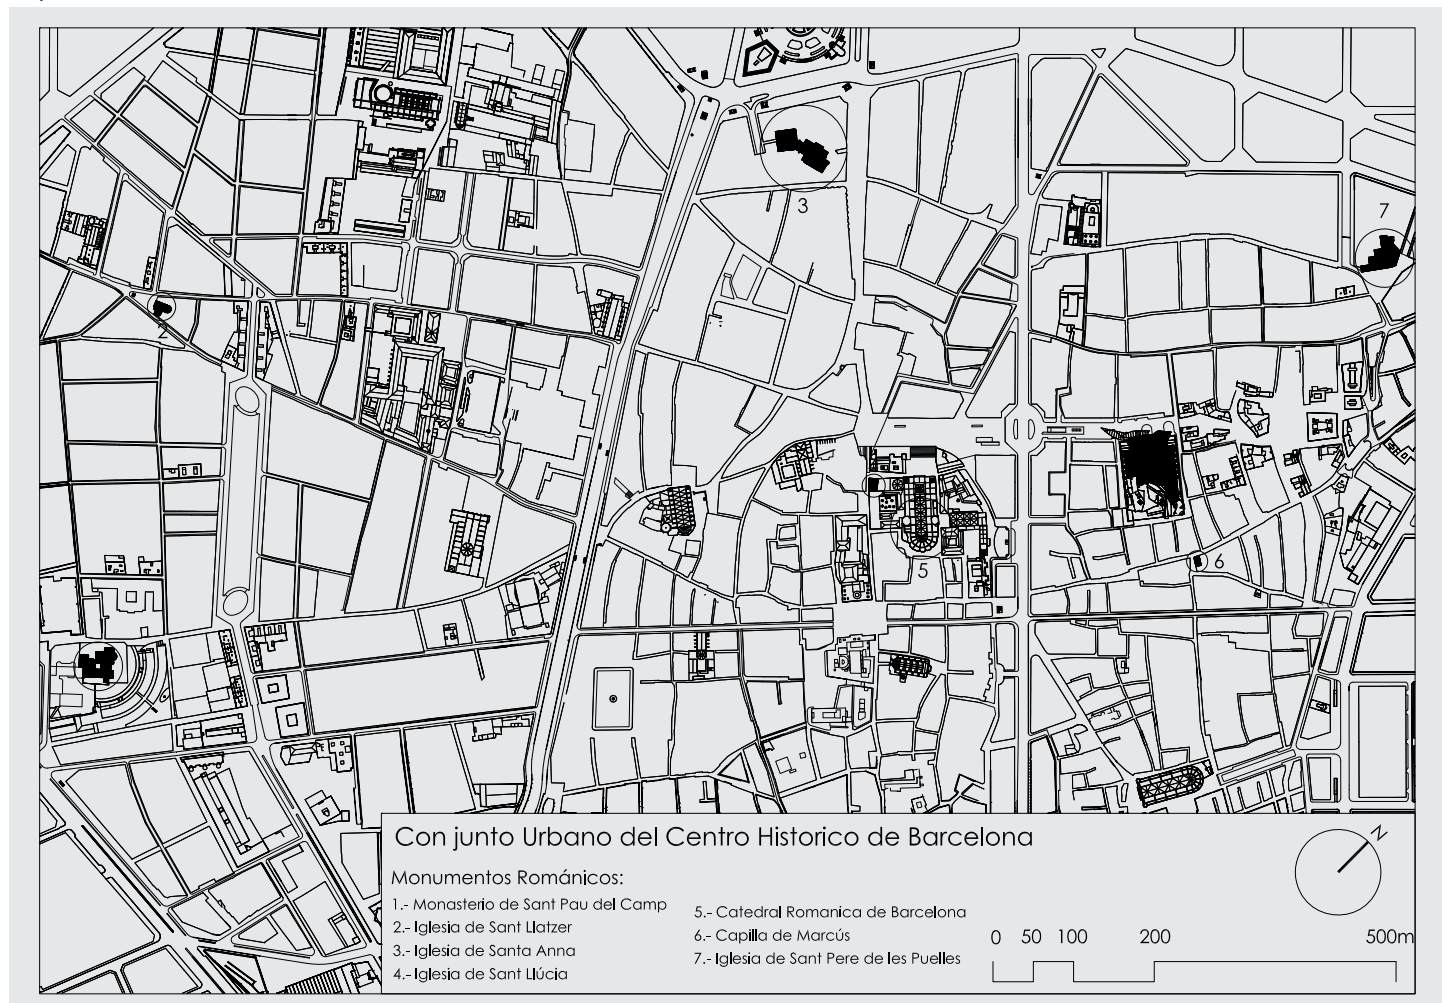 3
7
2
5
6
Con junto Urbano del Centro Historico de Barcelona
N
Monumentos Románicos:
1.- Monasterio de Sant Pau del Camp
2.- Iglesia de Sant Llatzer
3.- Iglesia de Santa Anna
4.- Iglesia de Sant Llúcia
5.- Catedral Romanica de Barcelona
6.- Capilla de Marcús
7.- Iglesia de Sant Pere de les Puelles
0 50 100 200 500m